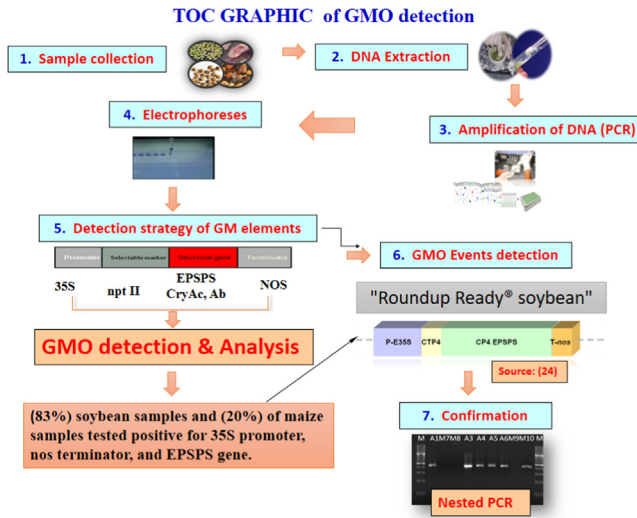 TOC GRAPHIC of GMO detection
1. Sample collection
2. DNA Extraction
3. Amplification of DNA (PCR)
4. Electrophoreses
5. Detection strategy of GM elements
Promoter Selectable marker Structural gene Terminator
35S npt II EPSPS NOS
CryAc, Ab
GMO detection & Analysis
(83%) soybean samples and (20%) of maize
samples tested positive for 35S promoter,
nos terminator, and EPSPS gene.
6. GMO Events detection
"Roundup Ready® soybean"
P-E35S CTP4 CP4 EPSPS T-nos
Source: (24)
7. Confirmation
M A1M7M8 A3 A4 A5 A6M9M10 M
Nested PCR